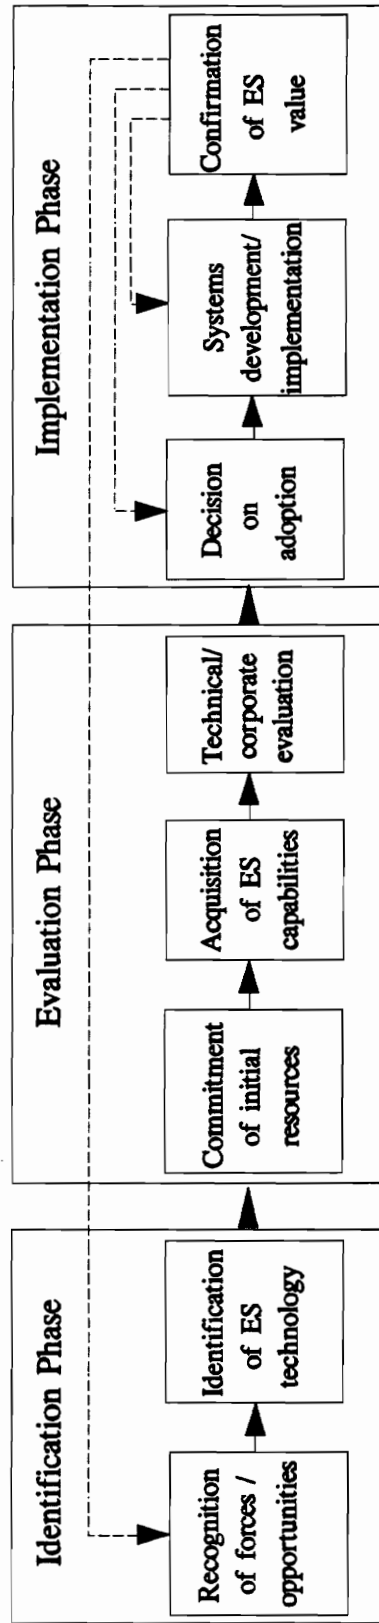 Identification Phase
Recognition
of forces /
opportunities
Identification
of ES
technology
Evaluation Phase
Commitment
of initial
resources
Acquisition
of ES
capabilities
Technical/
corporate
evaluation
Implementation Phase
Decision
on
adoption
Systems
development/
implementation
Confirmation
of ES
value